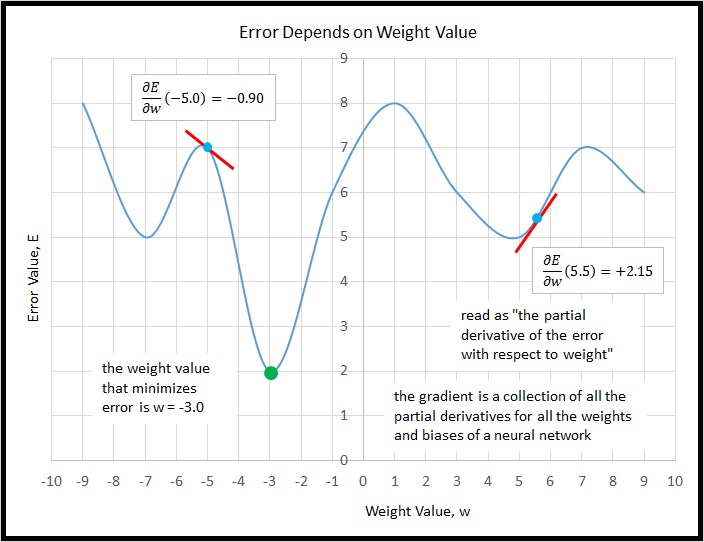 Error Depends on Weight Value
9
8
7
6
5
4
3
2
1
0
Error Value, E
∂E/∂w (−5.0) = −0.90
∂E/∂w (5.5) = +2.15
read as "the partial
derivative of the error
with respect to weight"
the weight value
that minimizes
error is w = -3.0
the gradient is a collection of all the
partial derivatives for all the weights
and biases of a neural network
-10 -9 -8 -7 -6 -5 -4 -3 -2 -1 0 1 2 3 4 5 6 7 8 9 10
Weight Value, w